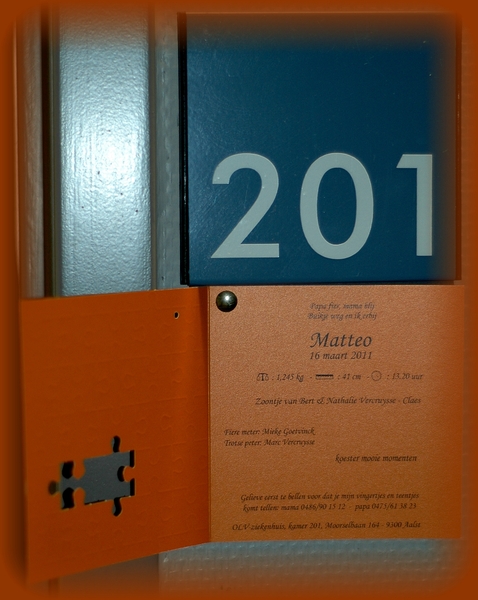 201
Papa fier, mama blij
Buikje weg en ik erbij
Matteo
16 maart 2011
: 1,245 kg - : 41 cm - : 13.20 uur
Zoontje van Bert & Nathalie Vercruysse - Claes
Fiere meter: Mieke Goetvinck
Trotse peter: Marc Vercruysse
koester mooie momenten
Gelieve eerst te bellen voor dat je mijn vingertjes en teentjes
komt tellen: mama 0486/90 15 12 - papa 0475/61 38 23
OLV-ziekenhuis, kamer 201, Moorselbaan 164 - 9300 Aalst